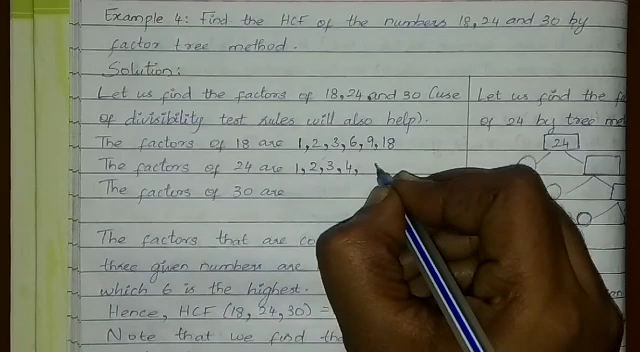 Example 4: Find the HCF of the numbers 18, 24 and 30 by
factor tree method.
Solution:
Let us find the factors of 18, 24 and 30 (use
of divisibility test rules will also help).
The factors of 18 are 1, 2, 3, 6, 9, 18
The factors of 24 are 1, 2, 3, 4,
The factors of 30 are
The factors that are co
three given numbers are
which 6 is the highest.
Hence, HCF (18, 24, 30) =
Note that we find the
Let us find the
of 24 by tree
24